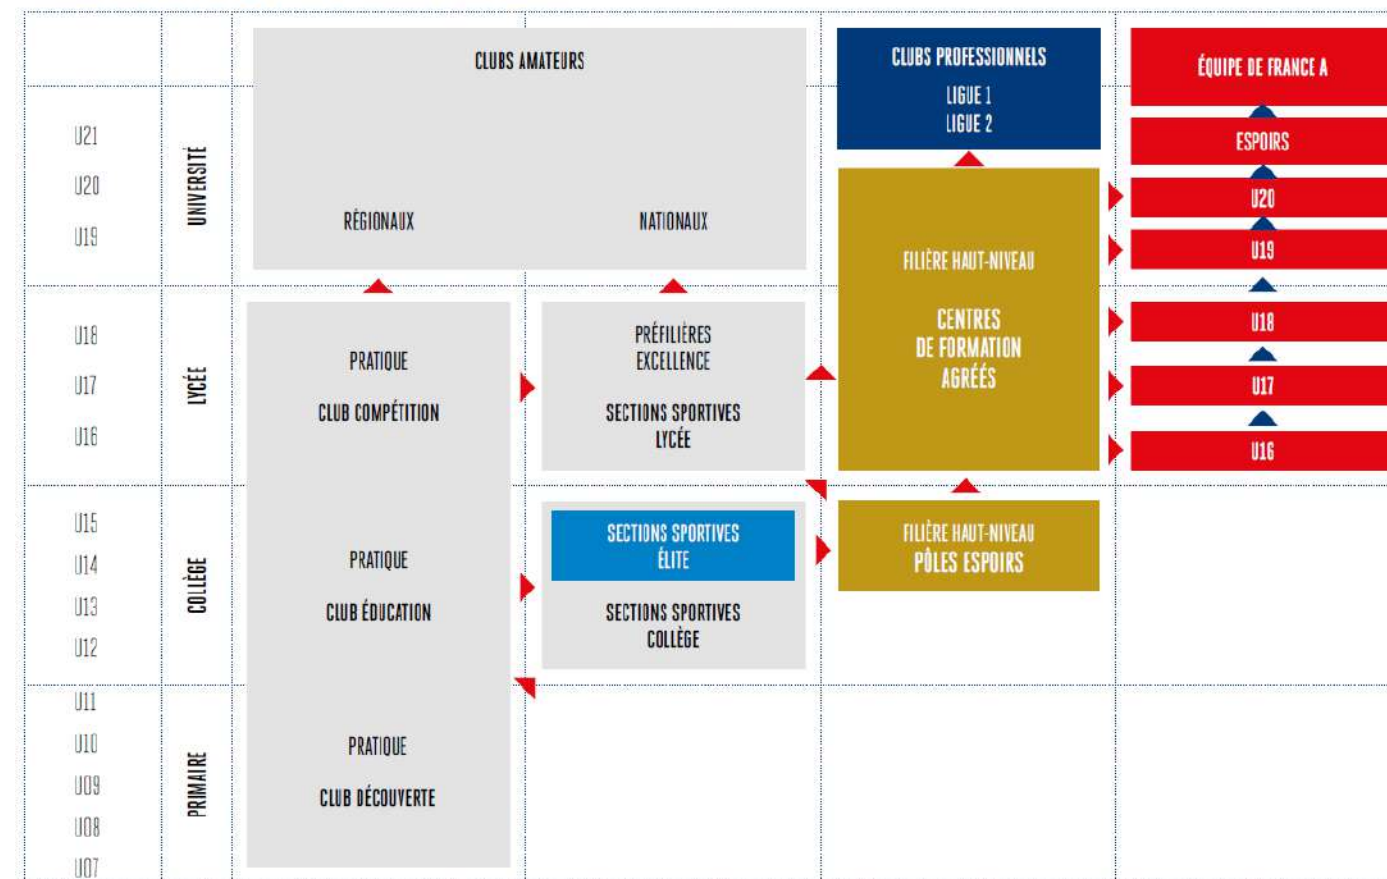 CLUBS AMATEURS
RÉGIONAUX
NATIONAUX
CLUBS PROFESSIONNELS
LIGUE 1
LIGUE 2
ÉQUIPE DE FRANCE A
ESPOIRS
U20
U19
U18
U17
U16
U21
U20
U19
UNIVERSITÉ
FILIÈRE HAUT-NIVEAU
CENTRES
DE FORMATION
AGRÉÉS
U18
U17
U16
LYCÉE
PRATIQUE
CLUB COMPÉTITION
PRÉFILIÈRES
EXCELLENCE
SECTIONS SPORTIVES
LYCÉE
U15
U14
U13
U12
COLLÈGE
PRATIQUE
CLUB ÉDUCATION
SECTIONS SPORTIVES
ÉLITE
SECTIONS SPORTIVES
COLLÈGE
FILIÈRE HAUT-NIVEAU
PÔLES ESPOIRS
U11
U10
U09
U08
U07
PRIMAIRE
PRATIQUE
CLUB DÉCOUVERTE